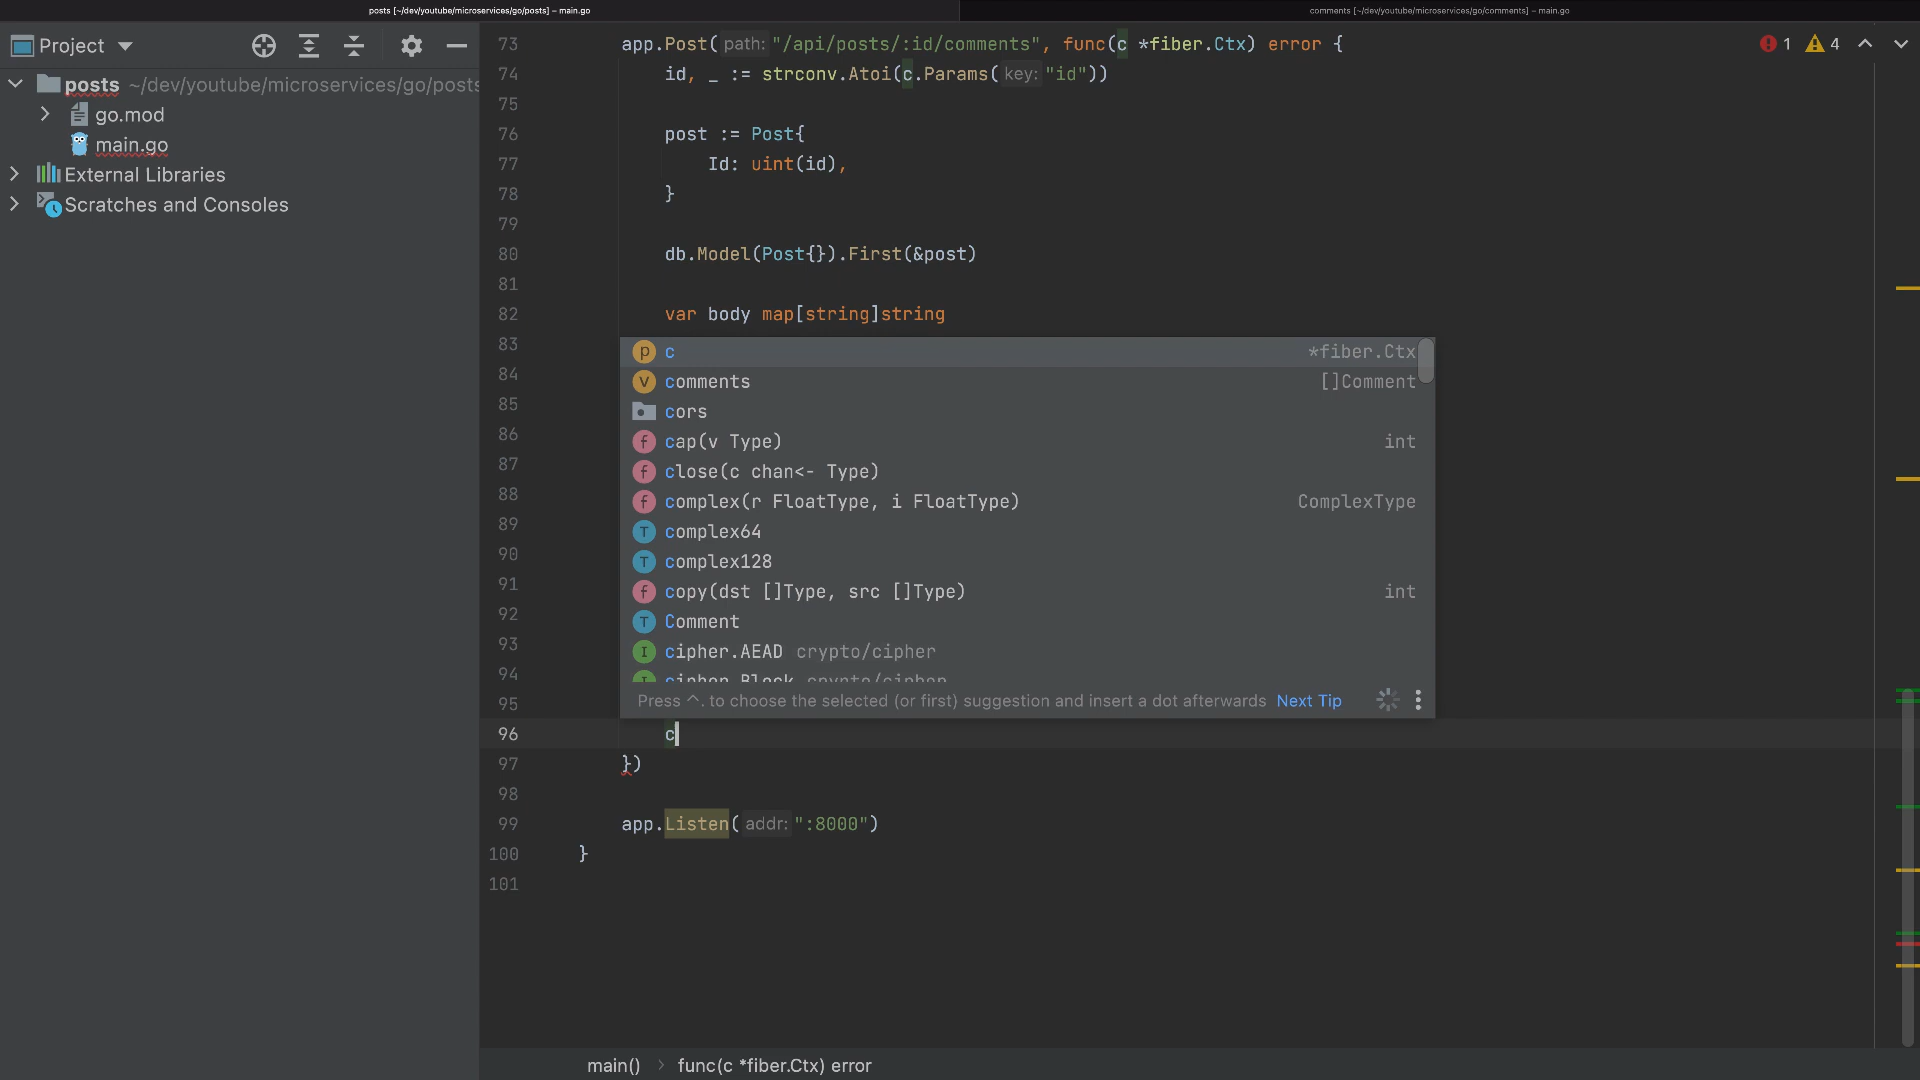 posts [~/dev/youtube/microservices/go/posts] – main.go
comments [~/dev/youtube/microservices/go/comments] – main.go
Project
posts ~/dev/youtube/microservices/go/posts
go.mod
main.go
External Libraries
Scratches and Consoles
1 4
73 app.Post( path: "/api/posts/:id/comments", func(c *fiber.Ctx) error {
74 id, _ := strconv.Atoi(c.Params( key: "id"))
75
76 post := Post{
77 Id: uint(id),
78 }
79
80 db.Model(Post{}).First(&post)
81
82 var body map[string]string
83
84
85
86
87
88
89
90
91
92
93
94
95
p c *fiber.Ctx
v comments []Comment
cors
f cap(v Type) int
f close(c chan<- Type)
f complex(r FloatType, i FloatType) ComplexType
T complex64
T complex128
f copy(dst []Type, src []Type) int
T Comment
I cipher.AEAD crypto/cipher
I cipher.Block crypto/cipher
Press ^. to choose the selected (or first) suggestion and insert a dot afterwards Next Tip
96 c
97 })
98
99 app.Listen( addr: ":8000")
100 }
101
main() > func(c *fiber.Ctx) error